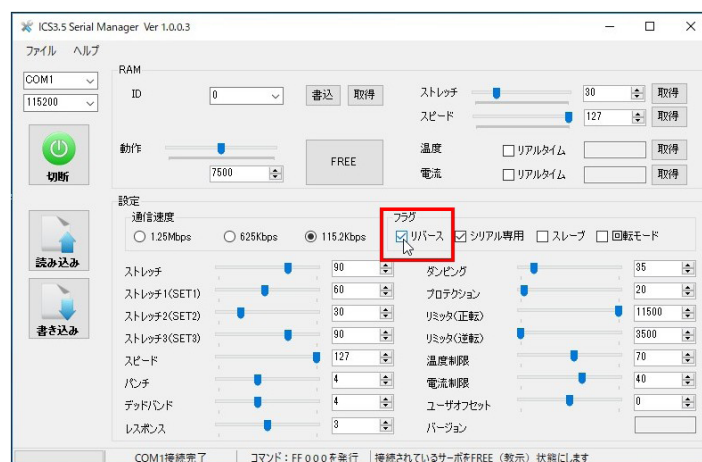 ICS3.5 Serial Manager Ver 1.0.0.3
ファイル ヘルプ
COM1
115200
切断
読み込み
書き込み
RAM
ID 0 書込 取得
ストレッチ 30 取得
スピード 127 取得
動作 7500 FREE
温度 リアルタイム 取得
電流 リアルタイム 取得
設定
通信速度
1.25Mbps 625Kbps 115.2Kbps
フラグ
リバース シリアル専用 スレーブ 回転モード
ストレッチ 90
ストレッチ1(SET1) 60
ストレッチ2(SET2) 30
ストレッチ3(SET3) 90
スピード 127
パンチ 4
デッドバンド 4
レスポンス 3
ダンピング 35
プロテクション 20
リミッタ(正転) 11500
リミッタ(逆転) 3500
温度制限 70
電流制限 40
ユーザオフセット 0
バージョン
COM1接続完了 コマンド:FF 0 0 0を発行 接続されているサーボをFREE(教示)状態にします